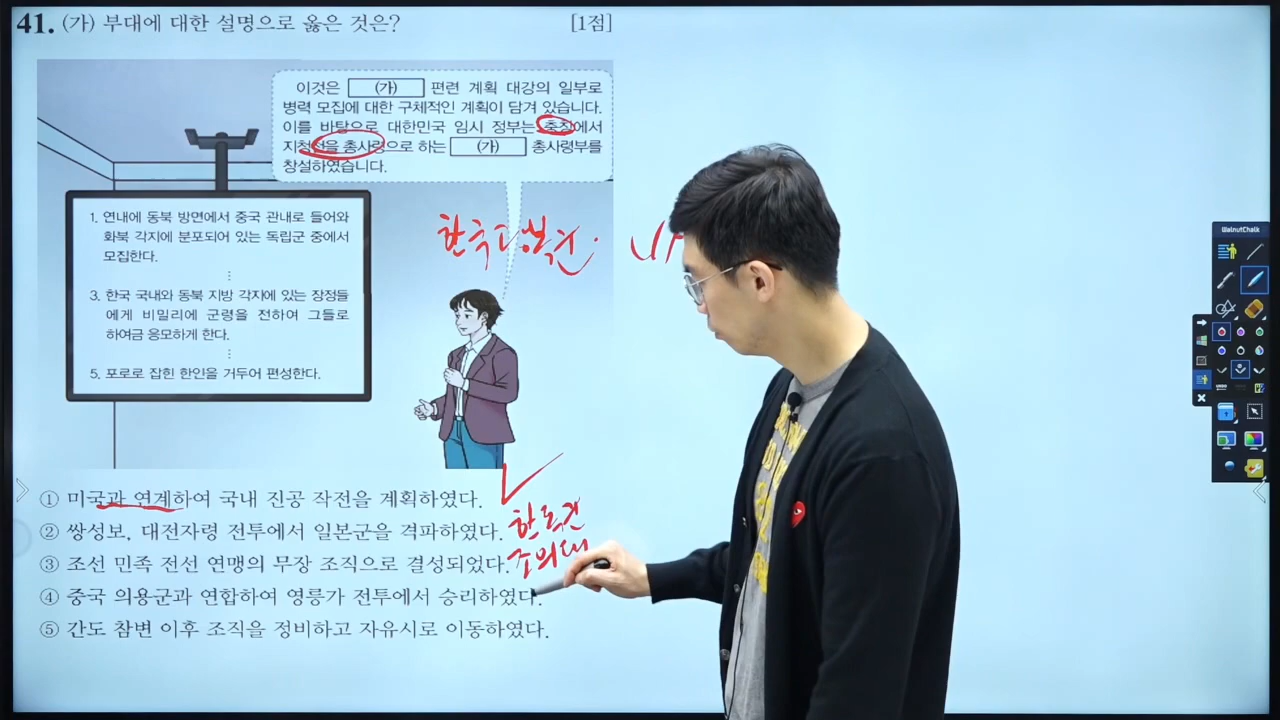 41. (가) 부대에 대한 설명으로 옳은 것은? [1점]
이것은 (가) 편련 계획 대강의 일부로
병력 모집에 대한 구체적인 계획이 담겨 있습니다.
이를 바탕으로 대한민국 임시 정부는 충칭에서
지청천을 총사령으로 하는 (가) 총사령부를
창설하였습니다.
1. 연내에 동북 방면에서 중국 관내로 들어와
화북 각지에 분포되어 있는 독립군 중에서
모집한다.
⋮
3. 한국 국내와 동북 지방 각지에 있는 장정들
에게 비밀리에 군령을 전하여 그들로
하여금 응모하게 한다.
⋮
5. 포로로 잡힌 한인을 거두어 편성한다.
① 미국과 연계하여 국내 진공 작전을 계획하였다.
② 쌍성보, 대전자령 전투에서 일본군을 격파하였다.
한독군
③ 조선 민족 전선 연맹의 무장 조직으로 결성되었다.
조의대
④ 중국 의용군과 연합하여 영릉가 전투에서 승리하였다.
⑤ 간도 참변 이후 조직을 정비하고 자유시로 이동하였다.
WalnutChalk